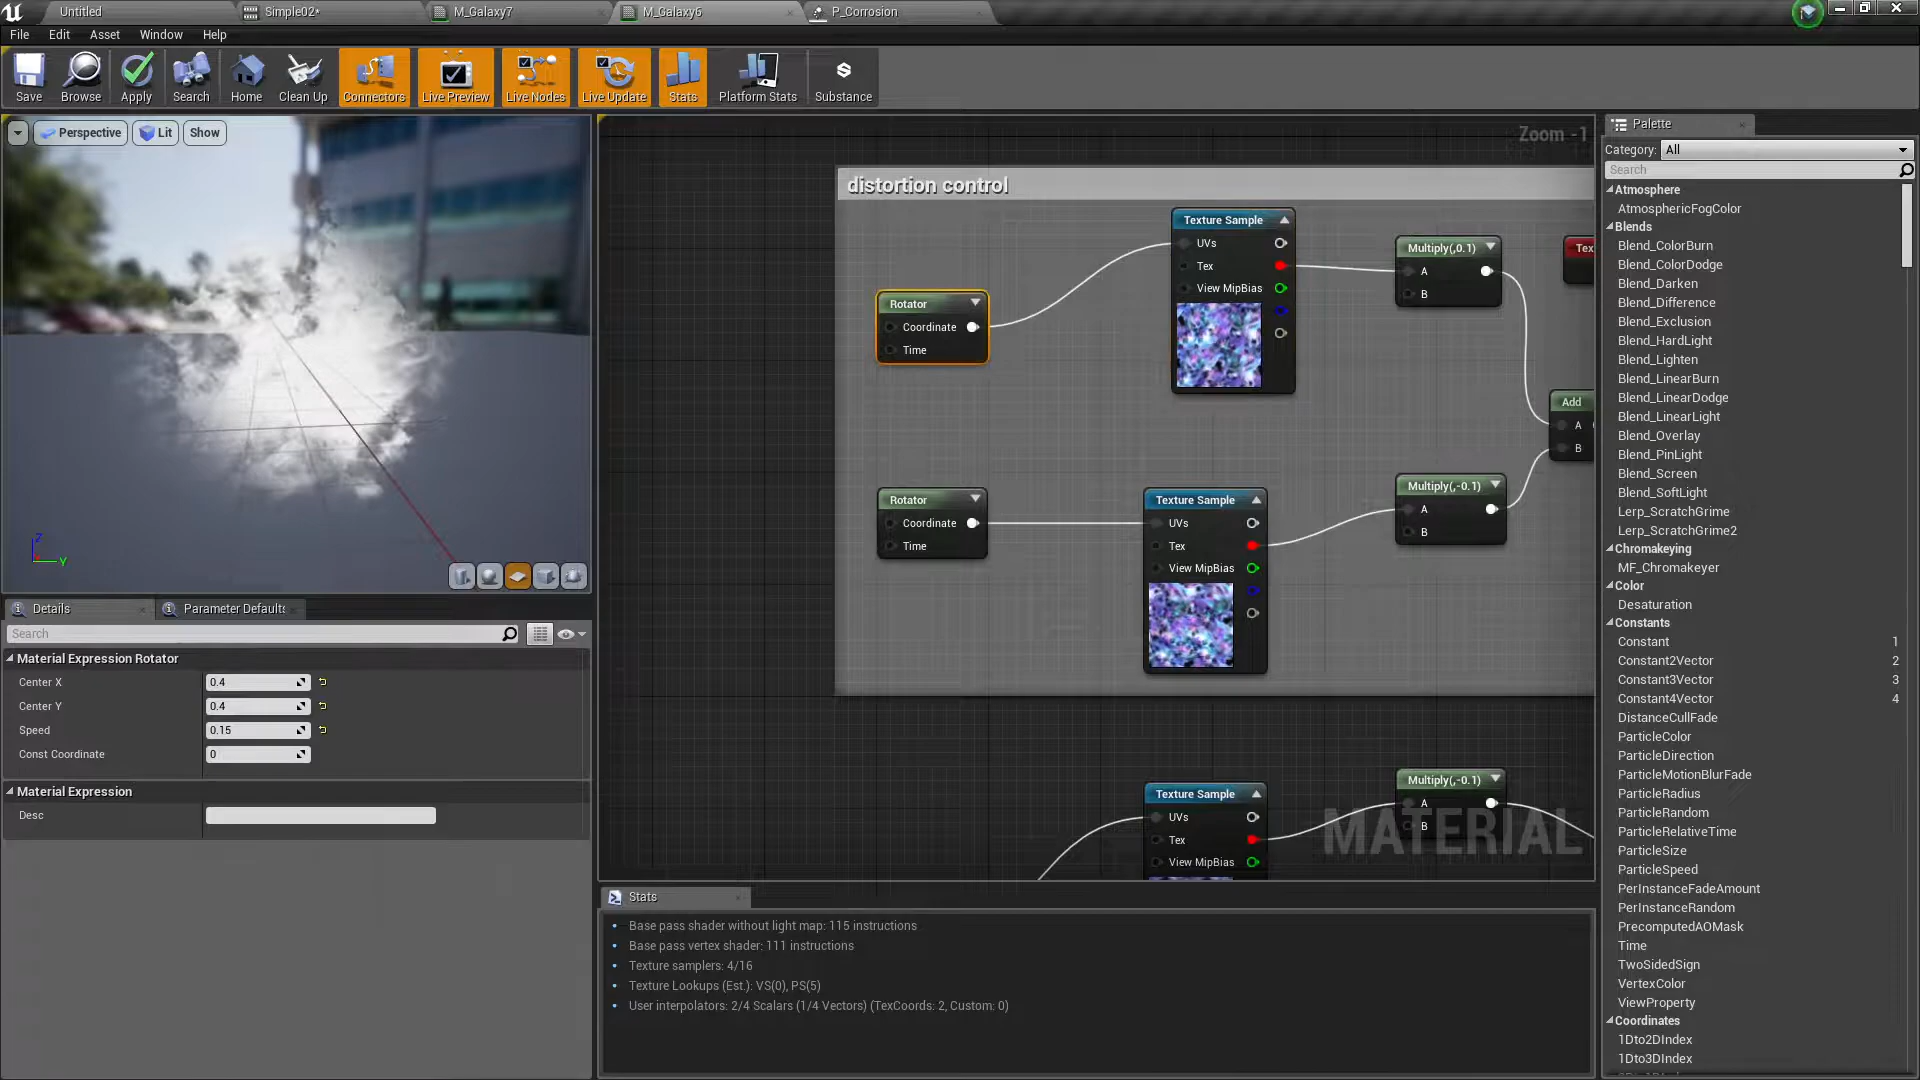 Untitled
Simple02*
M_Galaxy7
M_Galaxy6
P_Corrosion
File
Edit
Asset
Window
Help
Save
Browse
Apply
Search
Home
Clean Up
Connectors
Live Preview
Live Nodes
Live Update
Stats
Platform Stats
Substance
Perspective
Lit
Show
Z
Y
Details
Parameter Defaults
Search
Material Expression Rotator
Center X
0.4
Center Y
0.4
Speed
0.15
Const Coordinate
0
Material Expression
Desc
Zoom -1
distortion control
Texture Sample
UVs
Tex
View MipBias
Multiply(,0.1)
A
B
Tex
Rotator
Coordinate
Time
Add
A
B
Rotator
Coordinate
Time
Texture Sample
UVs
Tex
View MipBias
Multiply(,-0.1)
A
B
Texture Sample
UVs
Tex
View MipBias
Multiply(,-0.1)
A
B
MATERIAL
Stats
Base pass shader without light map: 115 instructions
Base pass vertex shader: 111 instructions
Texture samplers: 4/16
Texture Lookups (Est.): VS(0), PS(5)
User interpolators: 2/4 Scalars (1/4 Vectors) (TexCoords: 2, Custom: 0)
Palette
Category: All
Search
Atmosphere
AtmosphericFogColor
Blends
Blend_ColorBurn
Blend_ColorDodge
Blend_Darken
Blend_Difference
Blend_Exclusion
Blend_HardLight
Blend_Lighten
Blend_LinearBurn
Blend_LinearDodge
Blend_LinearLight
Blend_Overlay
Blend_PinLight
Blend_Screen
Blend_SoftLight
Lerp_ScratchGrime
Lerp_ScratchGrime2
Chromakeying
MF_Chromakeyer
Color
Desaturation
Constants
Constant 1
Constant2Vector 2
Constant3Vector 3
Constant4Vector 4
DistanceCullFade
ParticleColor
ParticleDirection
ParticleMotionBlurFade
ParticleRadius
ParticleRandom
ParticleRelativeTime
ParticleSize
ParticleSpeed
PerInstanceFadeAmount
PerInstanceRandom
PrecomputedAOMask
Time
TwoSidedSign
VertexColor
ViewProperty
Coordinates
1Dto2DIndex
1Dto3DIndex